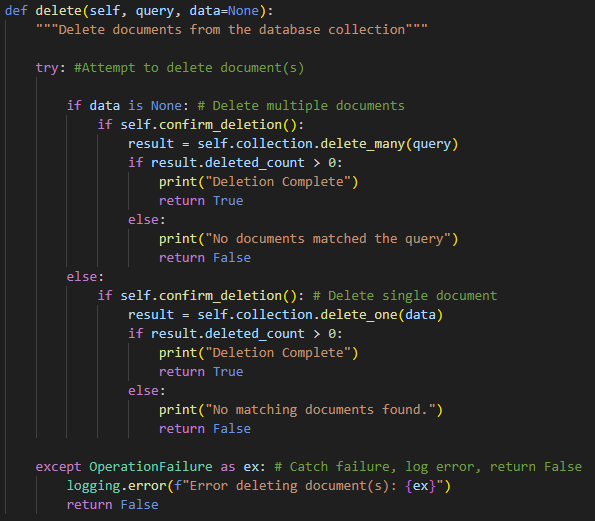 def delete(self, query, data=None):
    """Delete documents from the database collection"""

    try: #Attempt to delete document(s)

        if data is None: # Delete multiple documents
            if self.confirm_deletion():
                result = self.collection.delete_many(query)
                if result.deleted_count > 0:
                    print("Deletion Complete")
                    return True
                else:
                    print("No documents matched the query")
                    return False
        else:
            if self.confirm_deletion(): # Delete single document
                result = self.collection.delete_one(data)
                if result.deleted_count > 0:
                    print("Deletion Complete")
                    return True
                else:
                    print("No matching documents found.")
                    return False

    except OperationFailure as ex: # Catch failure, log error, return False
        logging.error(f"Error deleting document(s): {ex}")
        return False